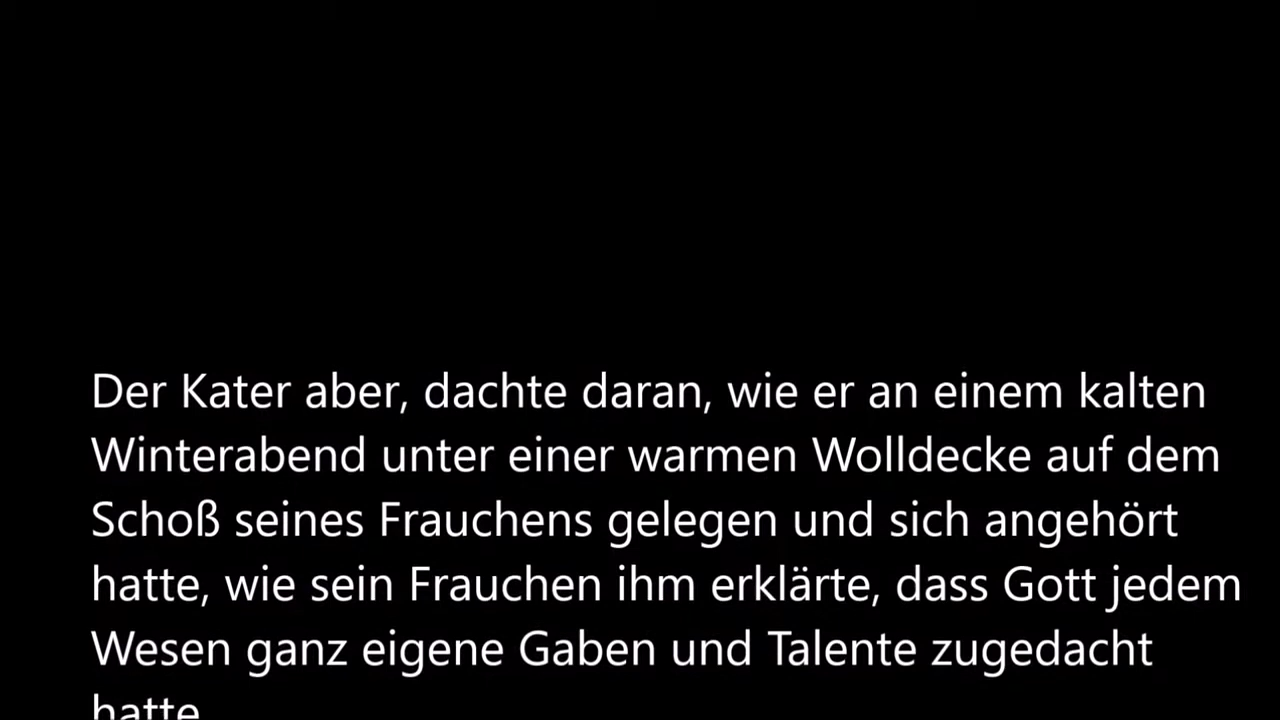 Der Kater aber, dachte daran, wie er an einem kalten
Winterabend unter einer warmen Wolldecke auf dem
Schoß seines Frauchens gelegen und sich angehört
hatte, wie sein Frauchen ihm erklärte, dass Gott jedem
Wesen ganz eigene Gaben und Talente zugedacht
hatte